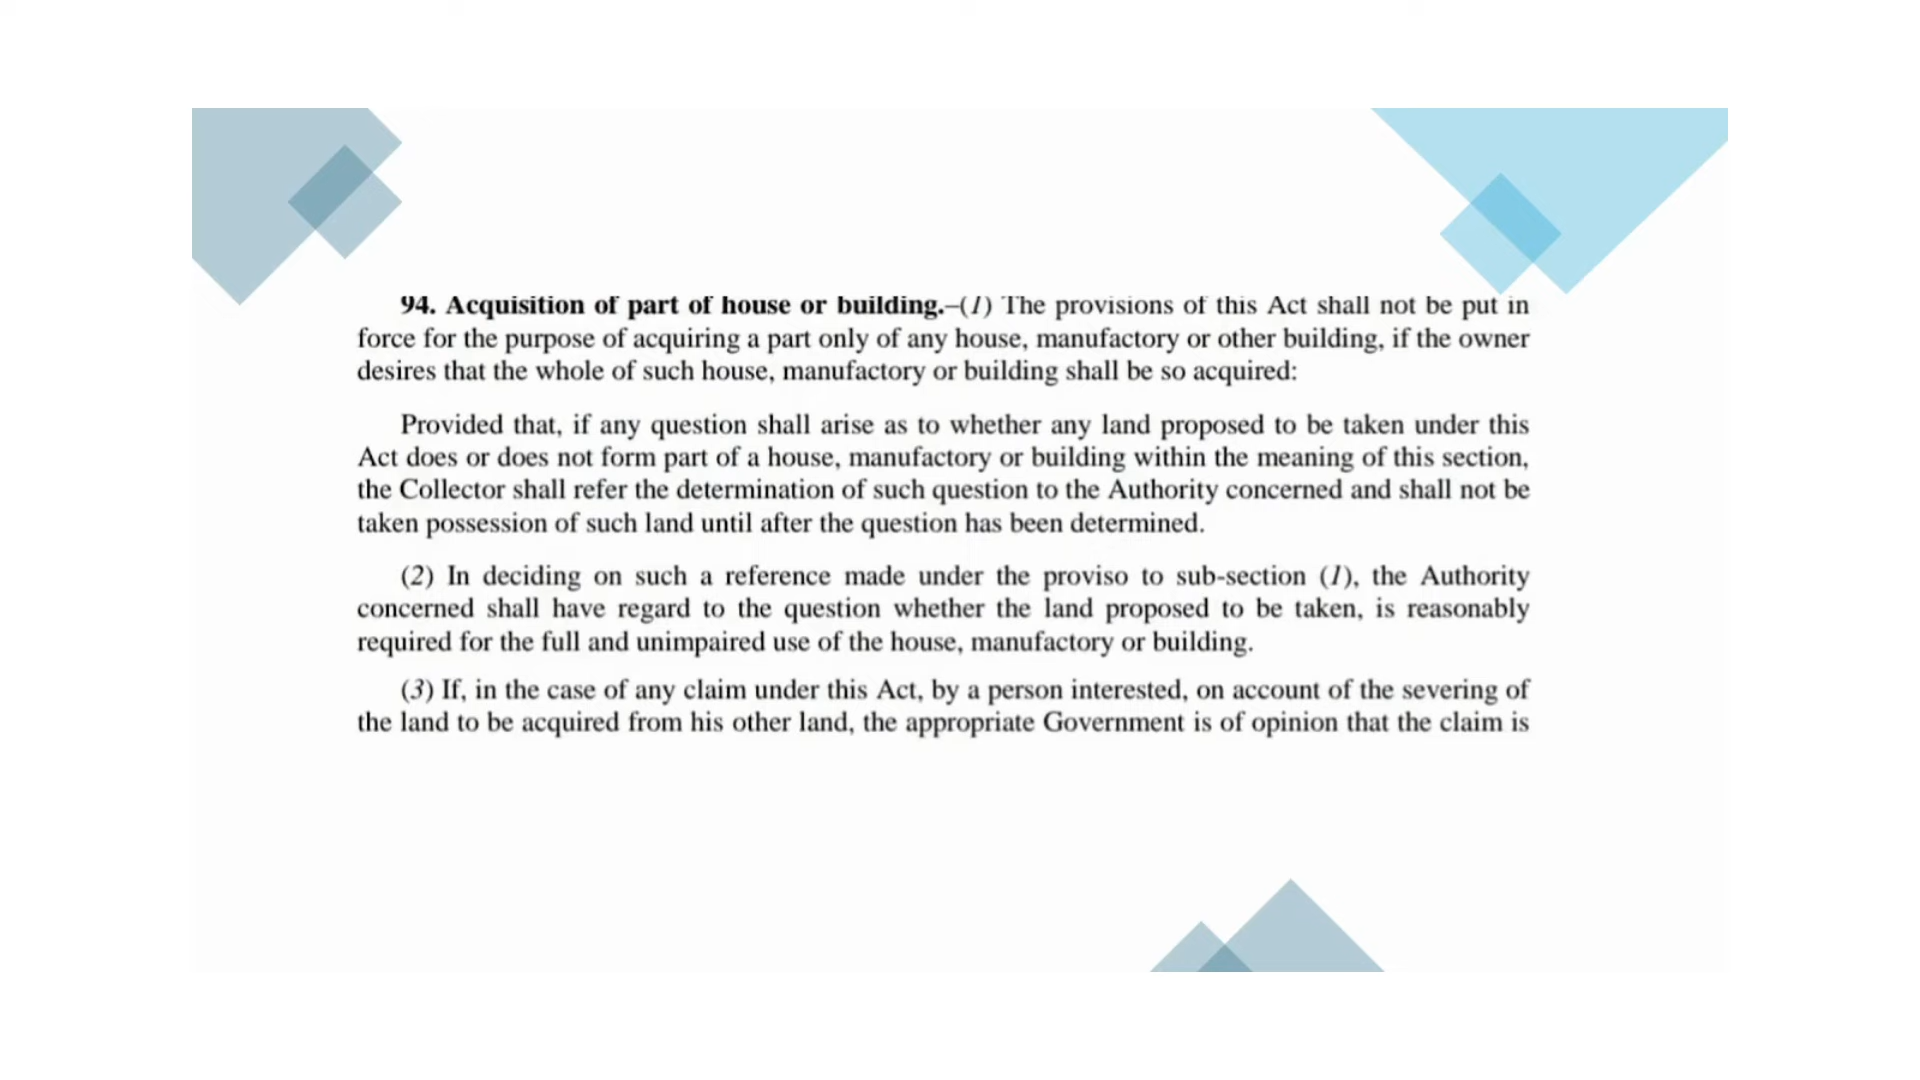 94. Acquisition of part of house or building.–(1) The provisions of this Act shall not be put in
force for the purpose of acquiring a part only of any house, manufactory or other building, if the owner
desires that the whole of such house, manufactory or building shall be so acquired:
Provided that, if any question shall arise as to whether any land proposed to be taken under this
Act does or does not form part of a house, manufactory or building within the meaning of this section,
the Collector shall refer the determination of such question to the Authority concerned and shall not be
taken possession of such land until after the question has been determined.
(2) In deciding on such a reference made under the proviso to sub-section (1), the Authority
concerned shall have regard to the question whether the land proposed to be taken, is reasonably
required for the full and unimpaired use of the house, manufactory or building.
(3) If, in the case of any claim under this Act, by a person interested, on account of the severing of
the land to be acquired from his other land, the appropriate Government is of opinion that the claim is